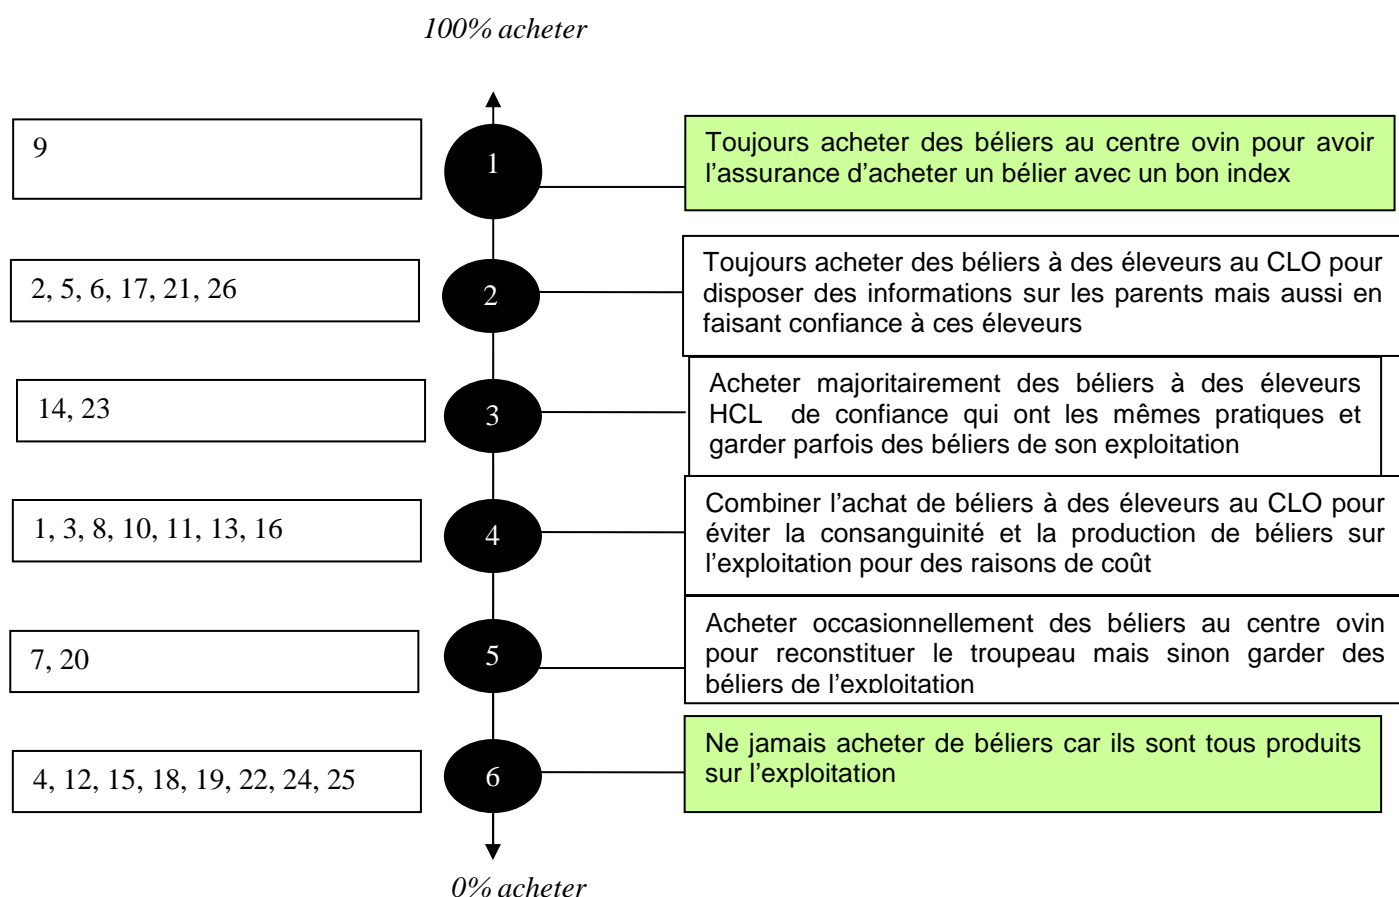 100% acheter
9
1
Toujours acheter des béliers au centre ovin pour avoir
l’assurance d’acheter un bélier avec un bon index
2, 5, 6, 17, 21, 26
2
Toujours acheter des béliers à des éleveurs au CLO pour
disposer des informations sur les parents mais aussi en
faisant confiance à ces éleveurs
14, 23
3
Acheter majoritairement des béliers à des éleveurs
HCL de confiance qui ont les mêmes pratiques et
garder parfois des béliers de son exploitation
1, 3, 8, 10, 11, 13, 16
4
Combiner l’achat de béliers à des éleveurs au CLO pour
éviter la consanguinité et la production de béliers sur
l’exploitation pour des raisons de coût
7, 20
5
Acheter occasionnellement des béliers au centre ovin
pour reconstituer le troupeau mais sinon garder des
béliers de l’exploitation
4, 12, 15, 18, 19, 22, 24, 25
6
Ne jamais acheter de béliers car ils sont tous produits
sur l’exploitation
0% acheter